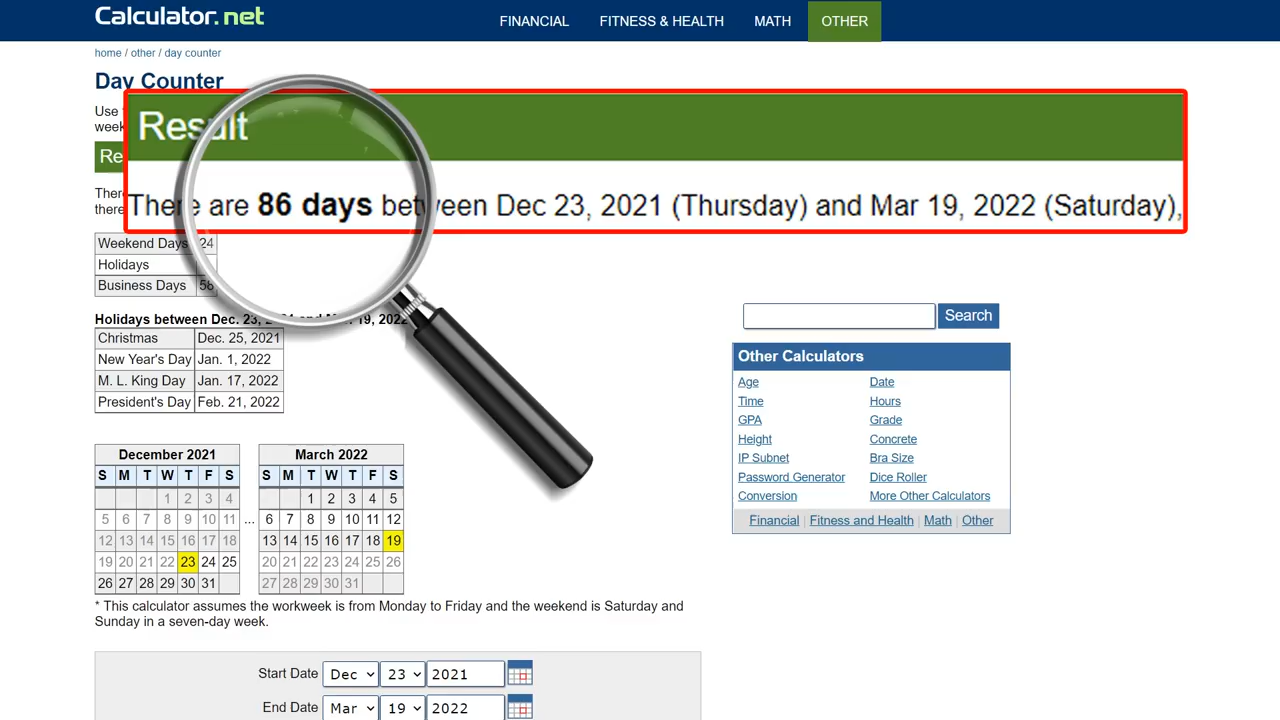 Calculator.net
FINANCIAL FITNESS & HEALTH MATH OTHER
home / other / day counter
Day Counter
Use
week
Re
Result
There are 86 days between Dec 23, 2021 (Thursday) and Mar 19, 2022 (Saturday),
Ther
there
Weekend Days 24
Holidays
Business Days 58
Holidays between Dec. 23, 2021 and Mar. 19, 2022
Christmas Dec. 25, 2021
New Year's Day Jan. 1, 2022
M. L. King Day Jan. 17, 2022
President's Day Feb. 21, 2022
Search
Other Calculators
Age Date
Time Hours
GPA Grade
Height Concrete
IP Subnet Bra Size
Password Generator Dice Roller
Conversion More Other Calculators
Financial | Fitness and Health | Math | Other
December 2021
S M T W T F S
1 2 3 4
5 6 7 8 9 10 11
12 13 14 15 16 17 18
19 20 21 22 23 24 25
26 27 28 29 30 31
...
March 2022
S M T W T F S
1 2 3 4 5
6 7 8 9 10 11 12
13 14 15 16 17 18 19
20 21 22 23 24 25 26
27 28 29 30 31
* This calculator assumes the workweek is from Monday to Friday and the weekend is Saturday and
Sunday in a seven-day week.
Start Date Dec 23 2021
End Date Mar 19 2022